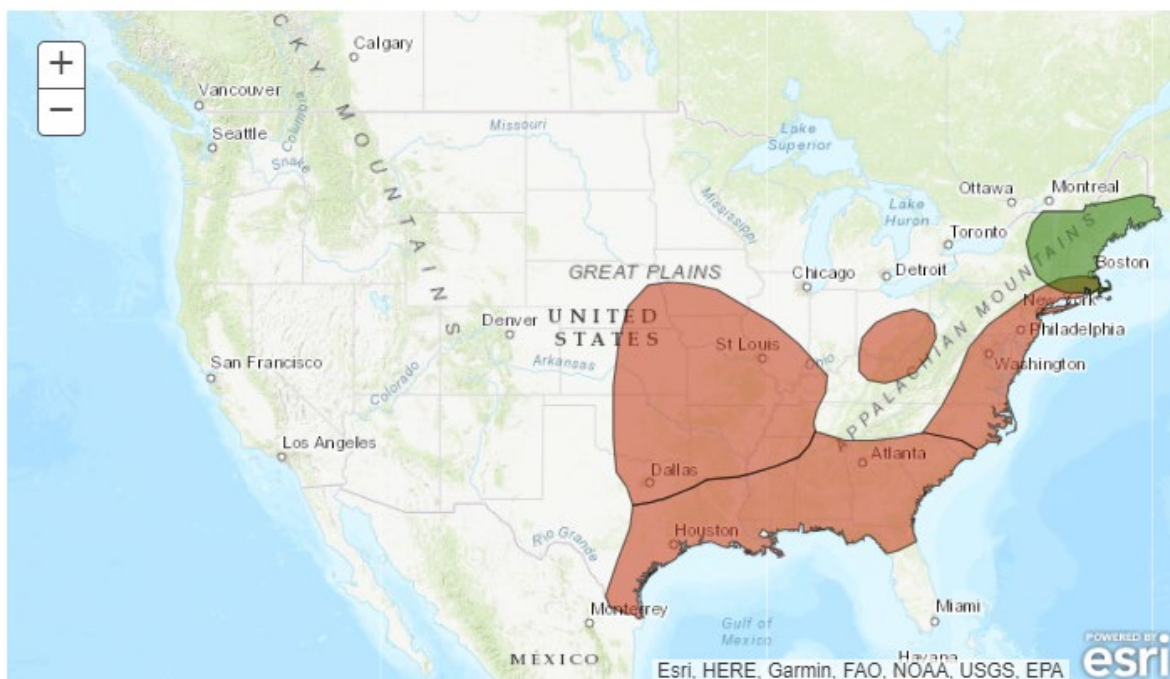 +
−
Calgary
Vancouver
Columbia
Seattle
Snake
CKY MOUNTAINS
Missouri
Lake
Superior
Mississippi
Ottawa
Montreal
Lake
Huron
Toronto
Boston
GREAT PLAINS
Chicago
Detroit
APPALACHIAN MOUNTAINS
New York
Denver
UNITED
STATES
St Louis
Ohio
Philadelphia
Washington
San Francisco
Colorado
Arkansas
Los Angeles
Dallas
Atlanta
Rio Grande
Houston
Monterrey
Gulf of
Mexico
Miami
MÉXICO
Havana
Esri, HERE, Garmin, FAO, NOAA, USGS, EPA
POWERED BY
esri